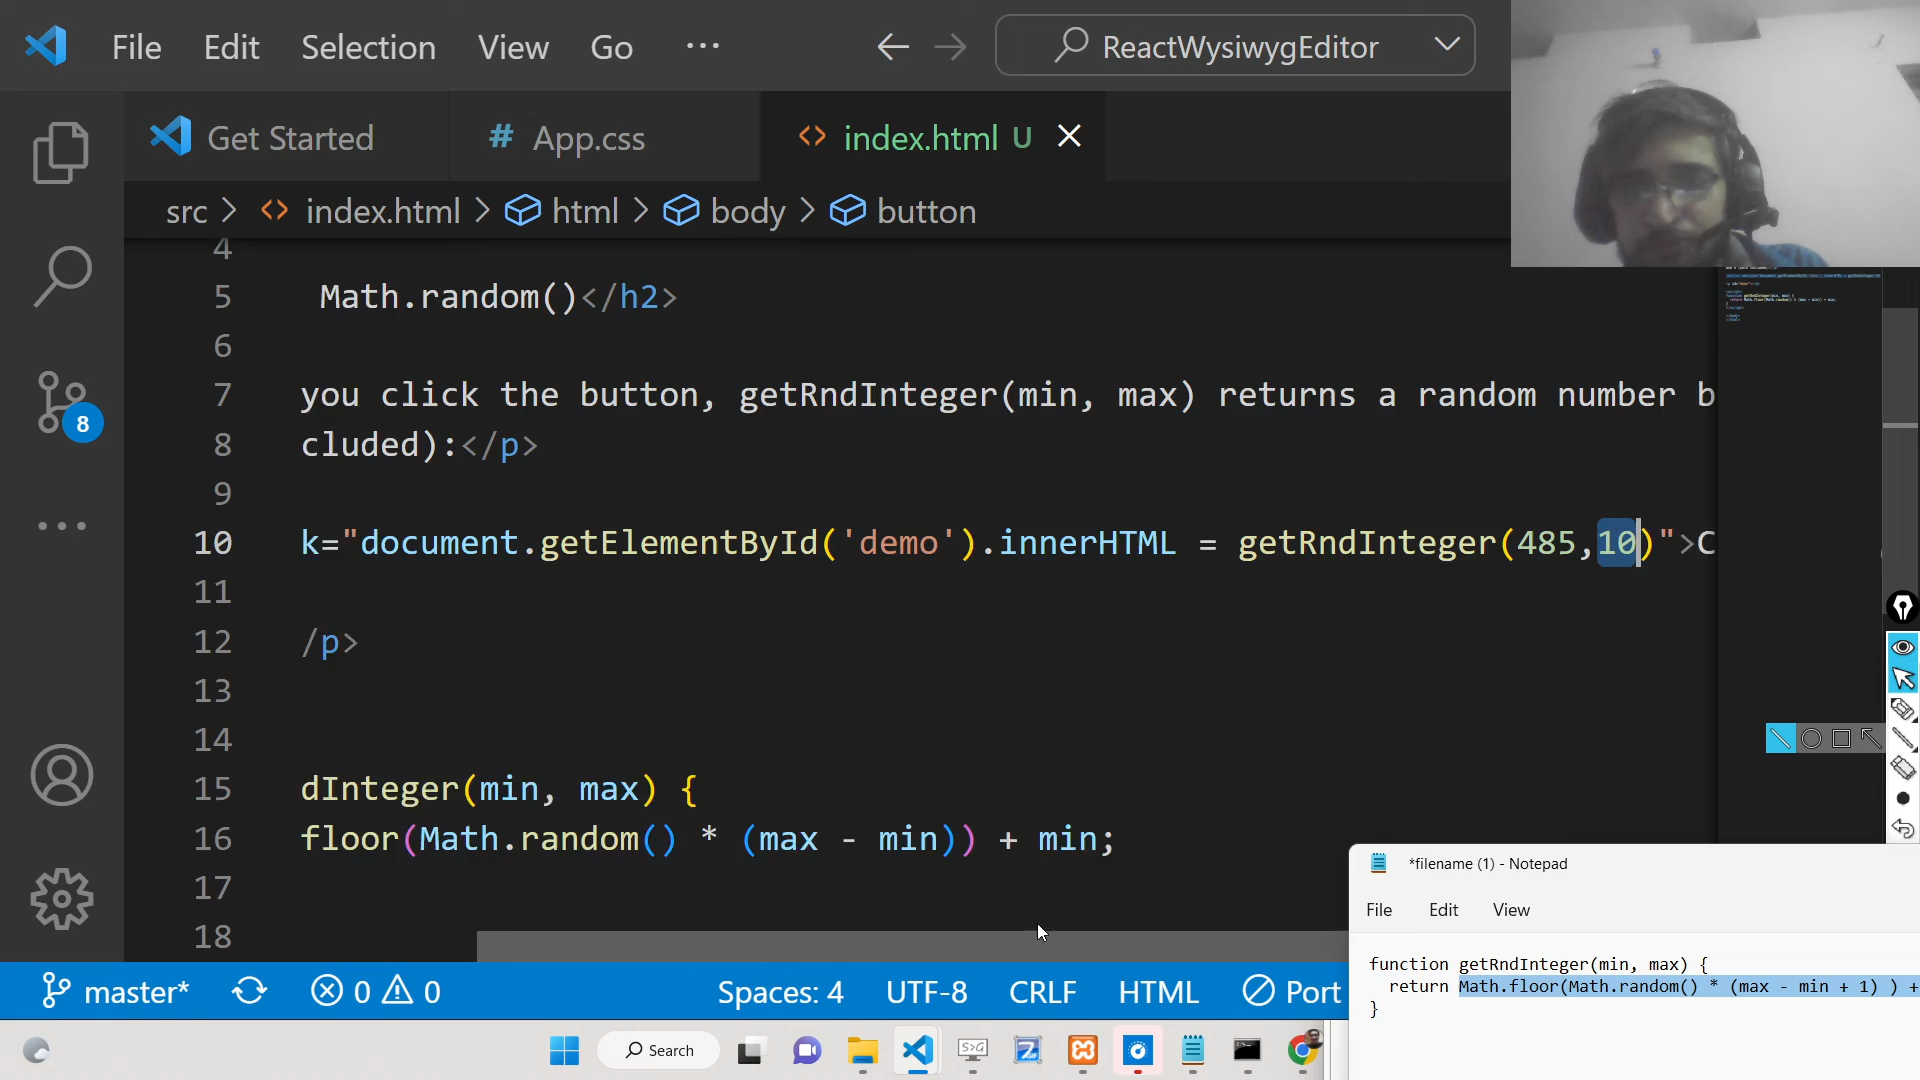 File Edit Selection View Go ··· ReactWysiwygEditor
Get Started # App.css index.html U
src > index.html > html > body > button
4
5 Math.random()</h2>
6
7 you click the button, getRndInteger(min, max) returns a random number b
8 cluded):</p>
9
10 k="document.getElementById('demo').innerHTML = getRndInteger(485,10)">C
11
12 /p>
13
14
15 dInteger(min, max) {
16 floor(Math.random() * (max - min)) + min;
17
18
8
*filename (1) - Notepad
File Edit View
function getRndInteger(min, max) {
return Math.floor(Math.random() * (max - min + 1) ) +
}
master* 0 0 Spaces: 4 UTF-8 CRLF HTML Port
Search